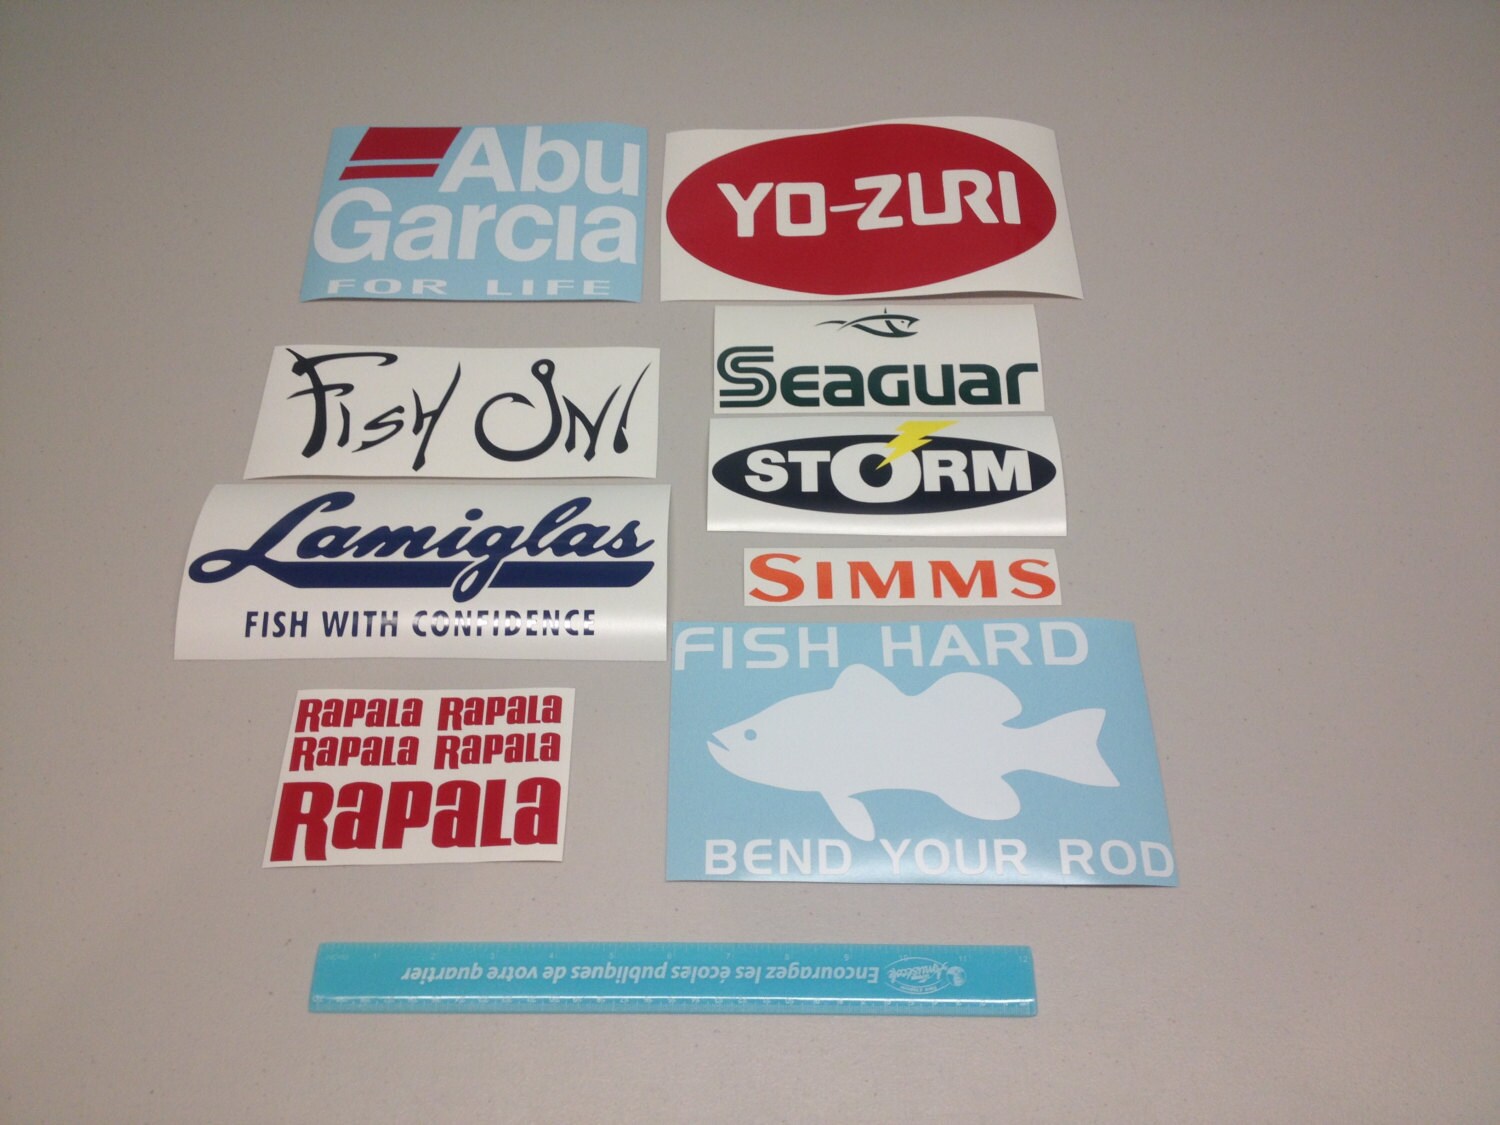 Abu
Garcia
FOR LIFE
YO-ZURI
FISH ON!
Seaguar
STORM
Lamiglas
FISH WITH CONFIDENCE
SIMMS
Rapala Rapala
Rapala Rapala
Rapala
FISH HARD
BEND YOUR ROD
Encouragez les écoles publiques de votre quartier